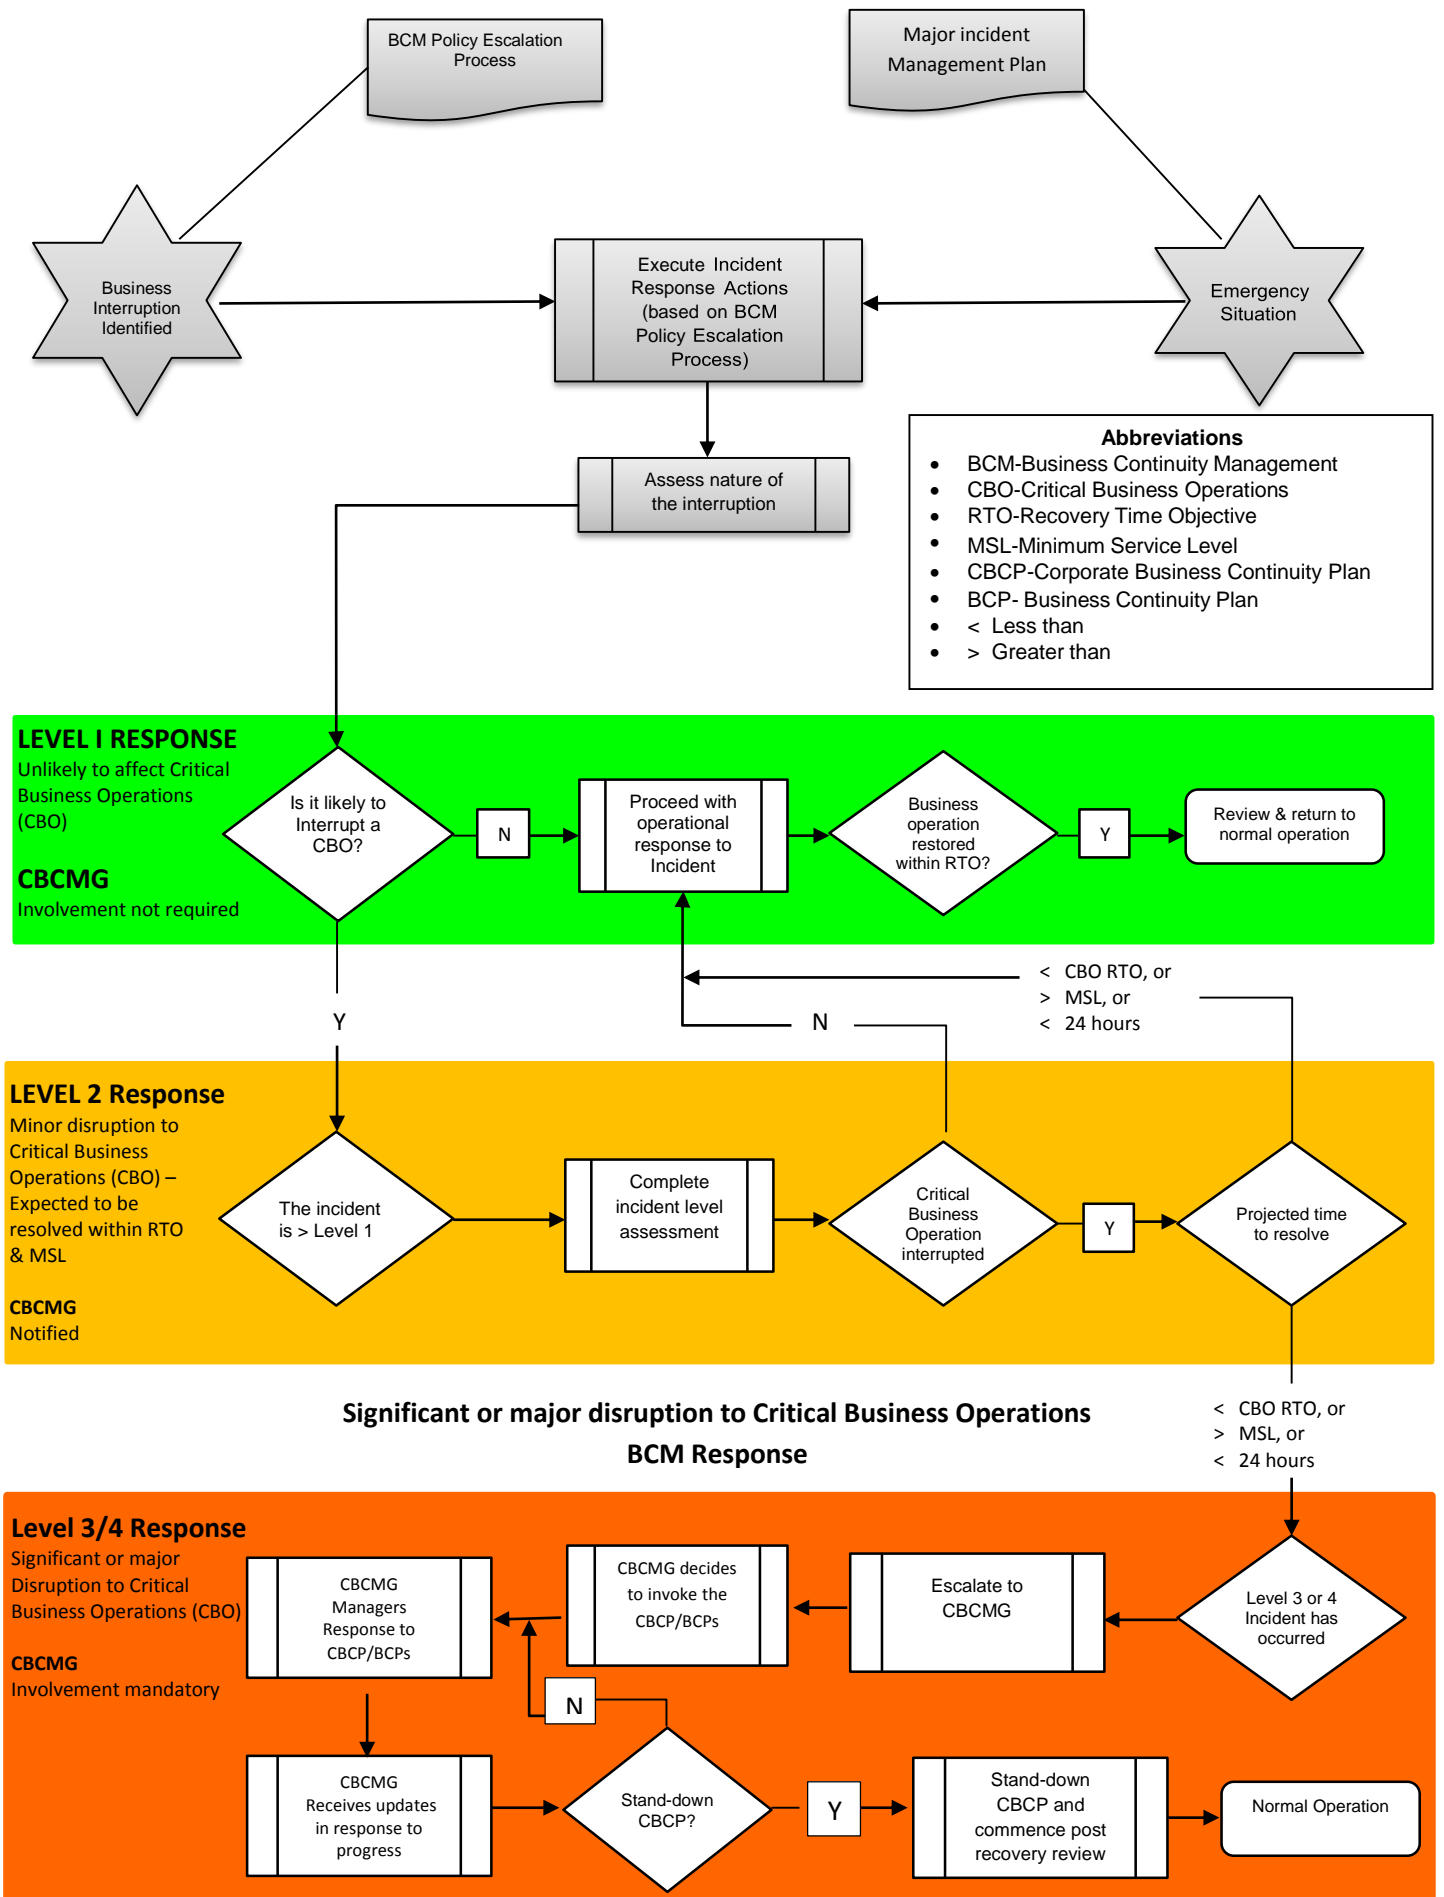 BCM Policy Escalation
Process
Major incident
Management Plan
Business
Interruption
Identified
Execute Incident
Response Actions
(based on BCM
Policy Escalation
Process)
Emergency
Situation
Assess nature of
the interruption
Abbreviations
• BCM-Business Continuity Management
• CBO-Critical Business Operations
• RTO-Recovery Time Objective
• MSL-Minimum Service Level
• CBCP-Corporate Business Continuity Plan
• BCP- Business Continuity Plan
• < Less than
• > Greater than
LEVEL I RESPONSE
Unlikely to affect Critical
Business Operations
(CBO)
CBCMG
Involvement not required
Is it likely to
Interrupt a
CBO?
N
Proceed with
operational
response to
Incident
Business
operation
restored
within RTO?
Y
Review & return to
normal operation
< CBO RTO, or
> MSL, or
< 24 hours
Y
N
LEVEL 2 Response
Minor disruption to
Critical Business
Operations (CBO) –
Expected to be
resolved within RTO
& MSL
CBCMG
Notified
The incident
is > Level 1
Complete
incident level
assessment
Critical
Business
Operation
interrupted
Y
Projected time
to resolve
Significant or major disruption to Critical Business Operations
BCM Response
< CBO RTO, or
> MSL, or
< 24 hours
Level 3/4 Response
Significant or major
Disruption to Critical
Business Operations (CBO)
CBCMG
Involvement mandatory
CBCMG
Managers
Response to
CBCP/BCPs
CBCMG decides
to invoke the
CBCP/BCPs
Escalate to
CBCMG
Level 3 or 4
Incident has
occurred
N
CBCMG
Receives updates
in response to
progress
Stand-down
CBCP?
Y
Stand-down
CBCP and
commence post
recovery review
Normal Operation